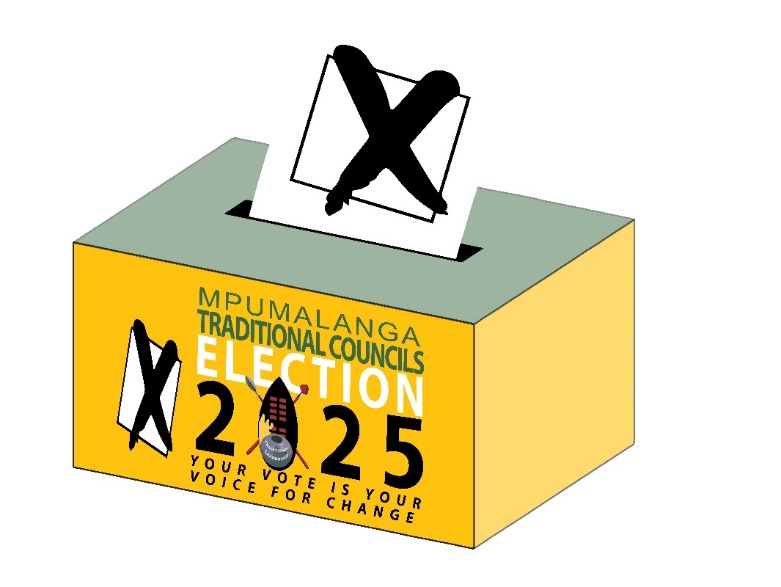 MPUMALANGA
TRADITIONAL COUNCILS
ELECTION
2025
YOUR VOTE IS YOUR
VOICE FOR CHANGE